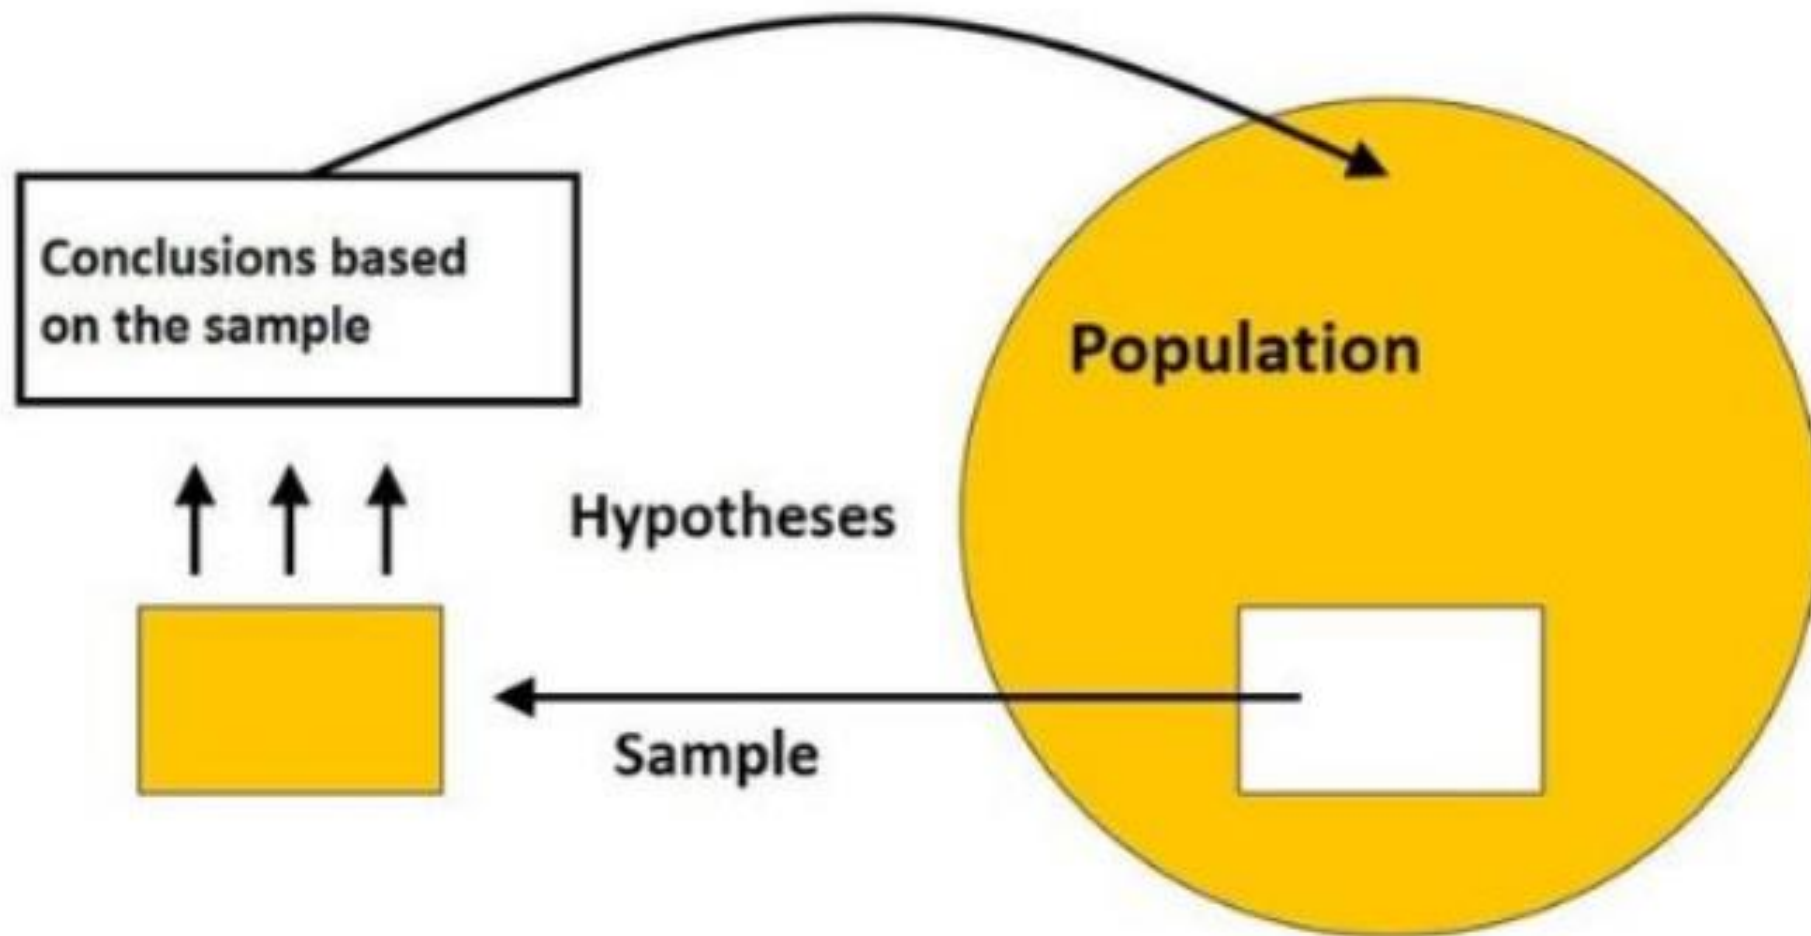 Conclusions based
on the sample
Population
Hypotheses
Sample